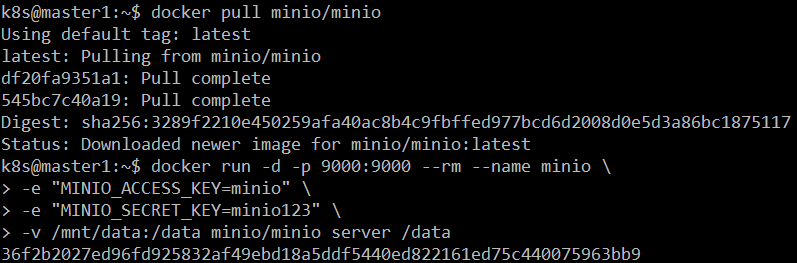 k8s@master1:~$ docker pull minio/minio
Using default tag: latest
latest: Pulling from minio/minio
df20fa9351a1: Pull complete
545bc7c40a19: Pull complete
Digest: sha256:3289f2210e450259afa40ac8b4c9fbffed977bcd6d2008d0e5d3a86bc1875117
Status: Downloaded newer image for minio/minio:latest
k8s@master1:~$ docker run -d -p 9000:9000 --rm --name minio \
> -e "MINIO_ACCESS_KEY=minio" \
> -e "MINIO_SECRET_KEY=minio123" \
> -v /mnt/data:/data minio/minio server /data
36f2b2027ed96fd925832af49ebd18a5ddf5440ed822161ed75c440075963bb9